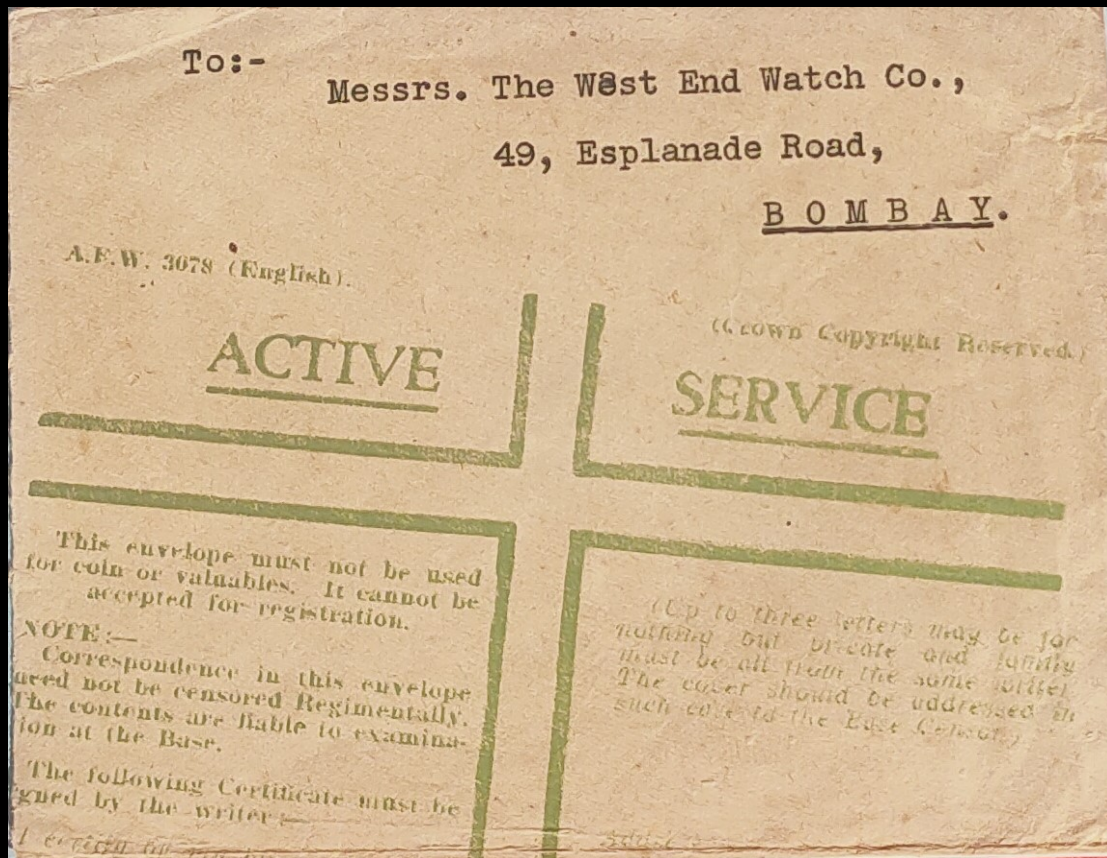 To:-
Messrs. The West End Watch Co.,
49, Esplanade Road,
BOMBAY.
A.F.W. 3078 (English).
(Crown Copyright Reserved.)
ACTIVE
SERVICE
This envelope must not be used
for coin or valuables. It cannot be
accepted for registration.
NOTE:—
Correspondence in this envelope
need not be censored Regimentally.
The contents are liable to examina-
tion at the Base.
The following Certificate must be
signed by the writer:—
I certify on
(Up to three letters may be for
nothing but private and family
must be all from the same writer
The cover should be addressed in
such case to the Base Censor)